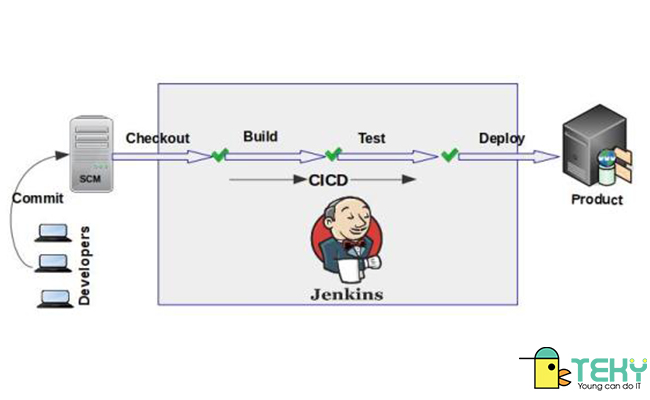 Checkout
Build
Test
Deploy
SCM
CICD
Commit
Developers
Product
Jenkins
TEKY
Young can do IT